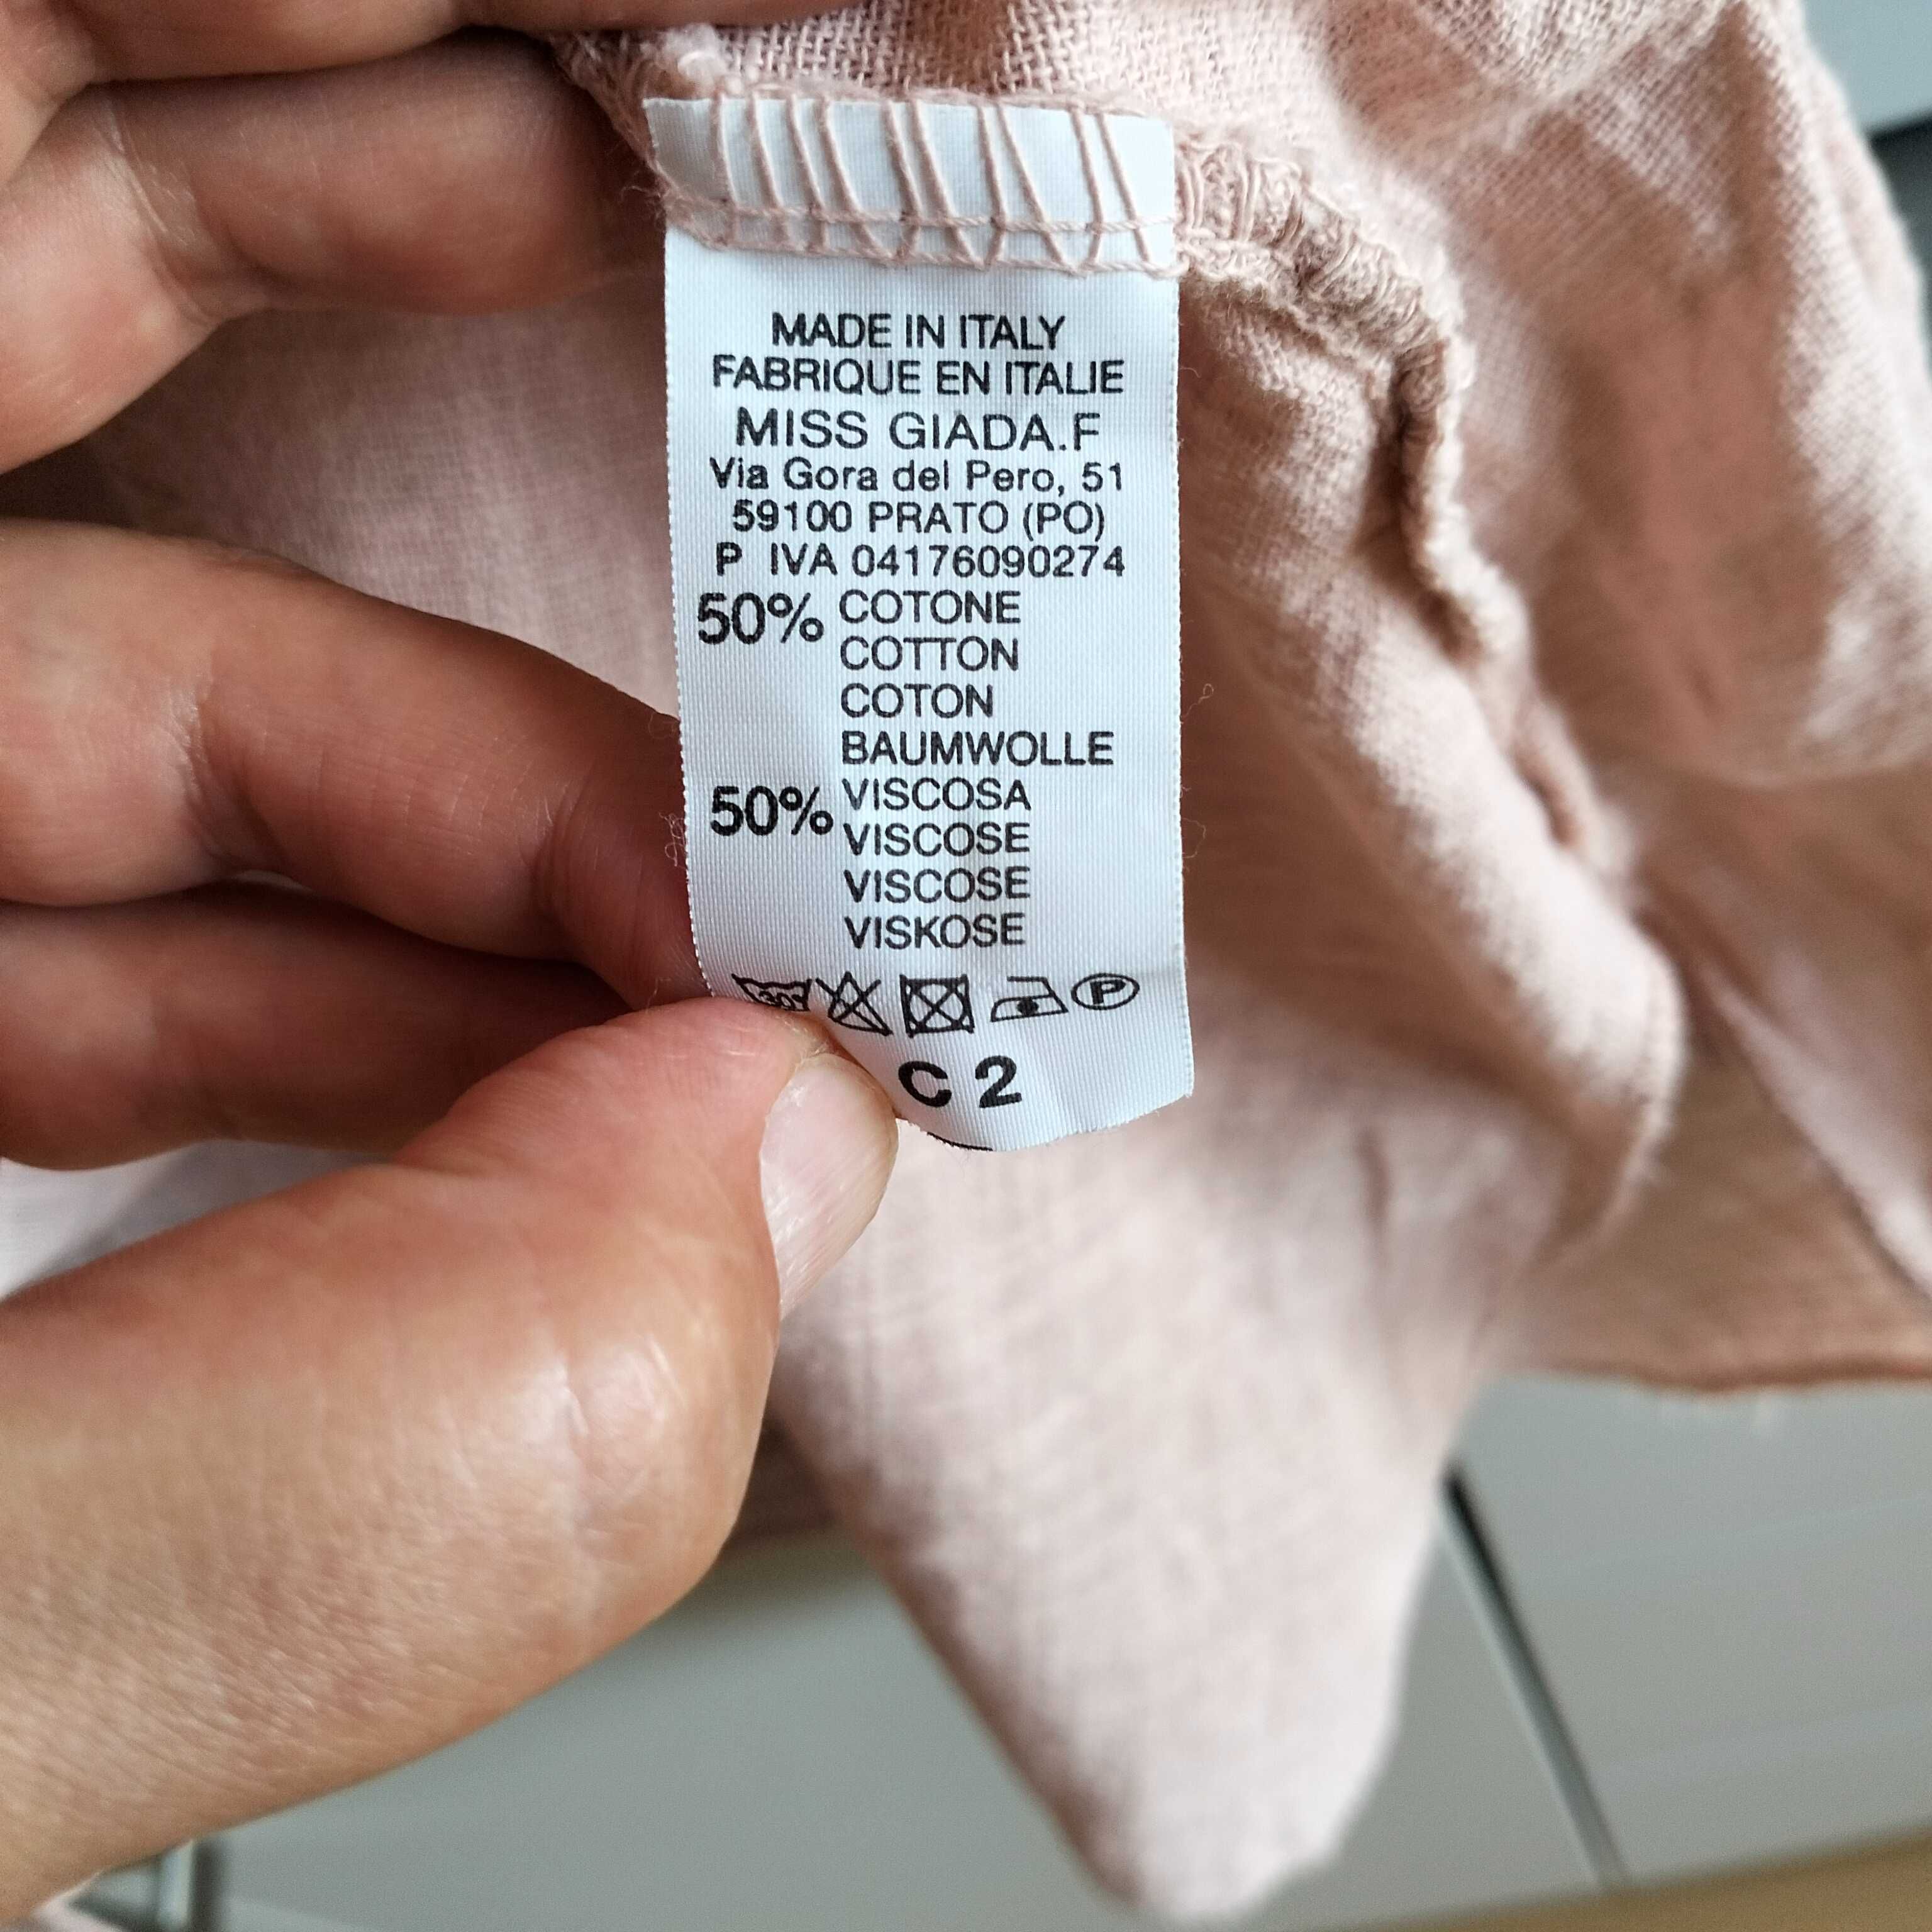 MADE IN ITALY
FABRIQUE EN ITALIE
MISS GIADA.F
Via Gora del Pero, 51
59100 PRATO (PO)
P IVA 04176090274
50% COTONE
COTTON
COTON
BAUMWOLLE
50% VISCOSA
VISCOSE
VISCOSE
VISKOSE
30° P
C 2